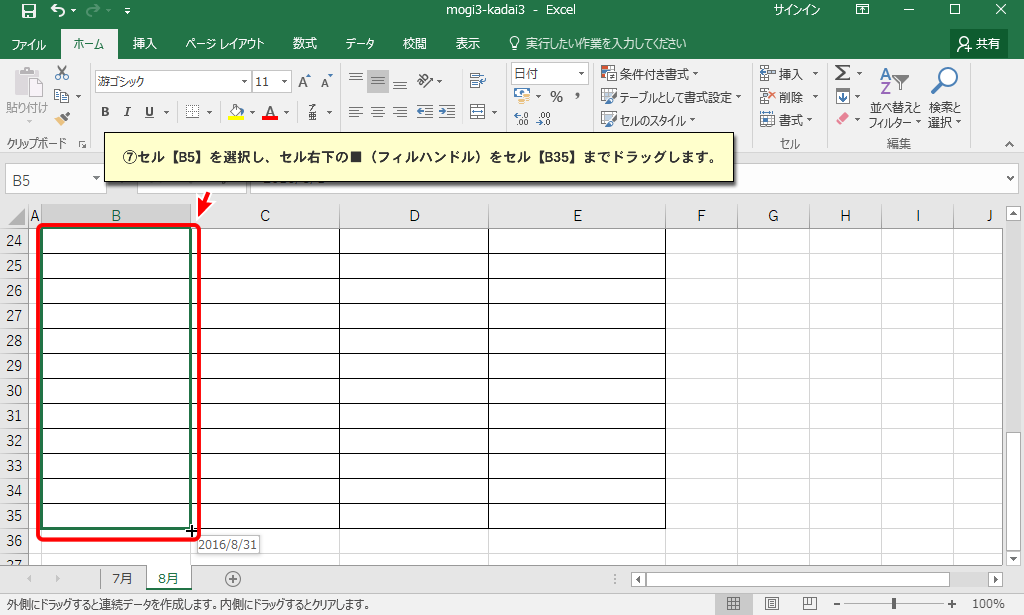 mogi3-kadai3 - Excel
サインイン
ファイル ホーム 挿入 ページ レイアウト 数式 データ 校閲 表示 実行したい作業を入力してください 共有
貼り付け
游ゴシック 11
B I U
日付
% ,
条件付き書式
テーブルとして書式設定
セルのスタイル
挿入
削除
書式
並べ替えと フィルター
検索と 選択
クリップボード
セル
編集
⑦セル【B5】を選択し、セル右下の■（フィルハンドル）をセル【B35】までドラッグします。
B5
A B C D E F G H I J
24
25
26
27
28
29
30
31
32
33
34
35
36
2016/8/31
37
7月 8月
外側にドラッグすると連続データを作成します。内側にドラッグするとクリアします。
100%